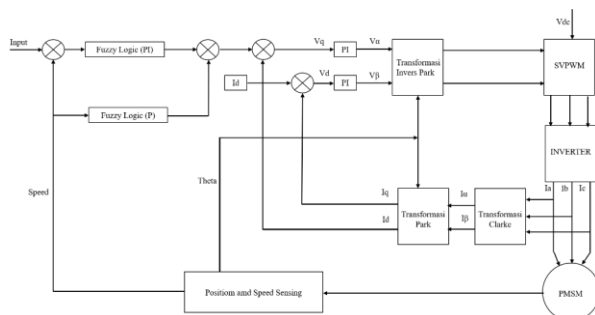 Vdc
Input
Fuzzy Logic (PI)
Vq
PI
Vα
Transformasi
Invers Park
SVPWM
Id
Vd
PI
Vβ
Fuzzy Logic (P)
INVERTER
Speed
Theta
Iq
Id
Transformasi
Park
Iα
Iβ
Transformasi
Clarke
Ia
Ib
Ic
Positiom and Speed Sensing
PMSM